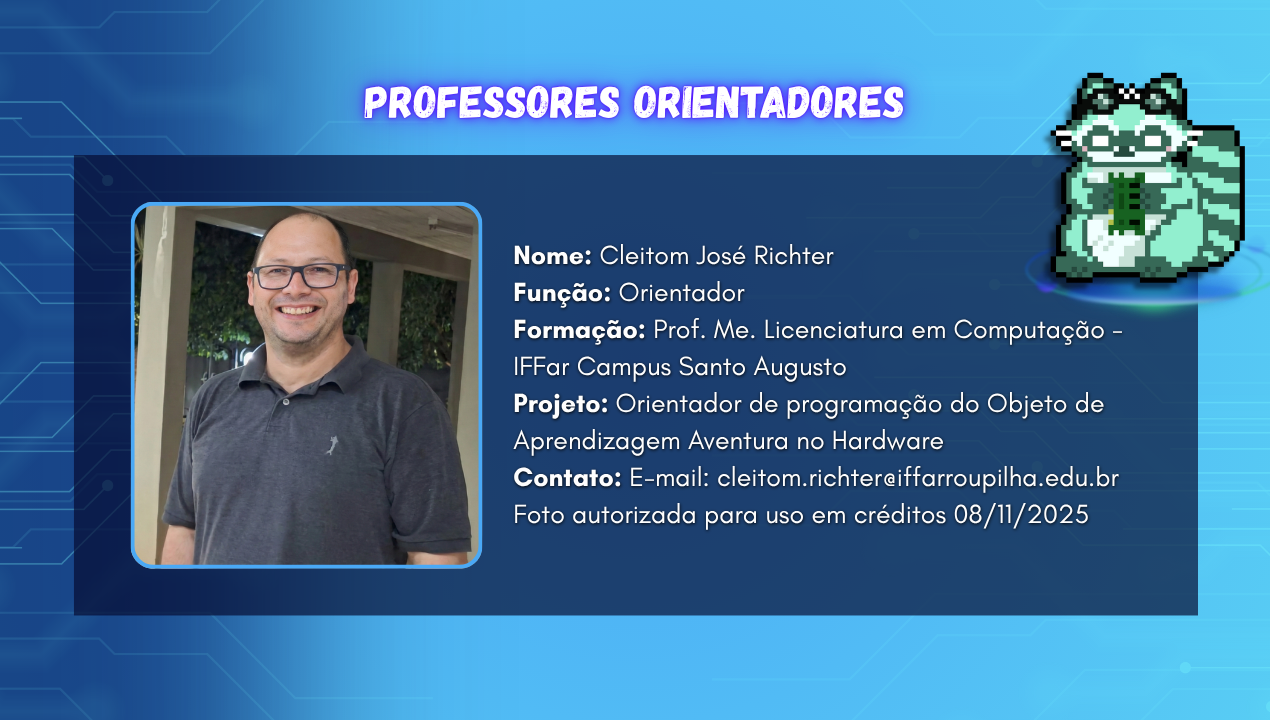 PROFESSORES ORIENTADORES
Nome: Cleitom José Richter
Função: Orientador
Formação: Prof. Me. Licenciatura em Computação -
IFFar Campus Santo Augusto
Projeto: Orientador de programação do Objeto de
Aprendizagem Aventura no Hardware
Contato: E-mail: cleitom.richter@iffarroupilha.edu.br
Foto autorizada para uso em créditos 08/11/2025